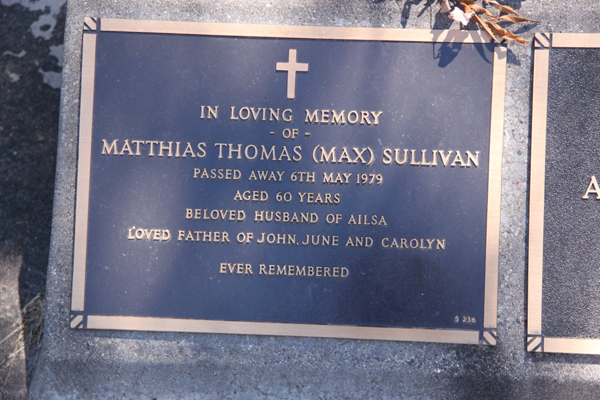 IN LOVING MEMORY
- OF -
MATTHIAS THOMAS (MAX) SULLIVAN
PASSED AWAY 6TH MAY 1979
AGED 60 YEARS
BELOVED HUSBAND OF AILSA
LOVED FATHER OF JOHN, JUNE AND CAROLYN
EVER REMEMBERED
S 236
A